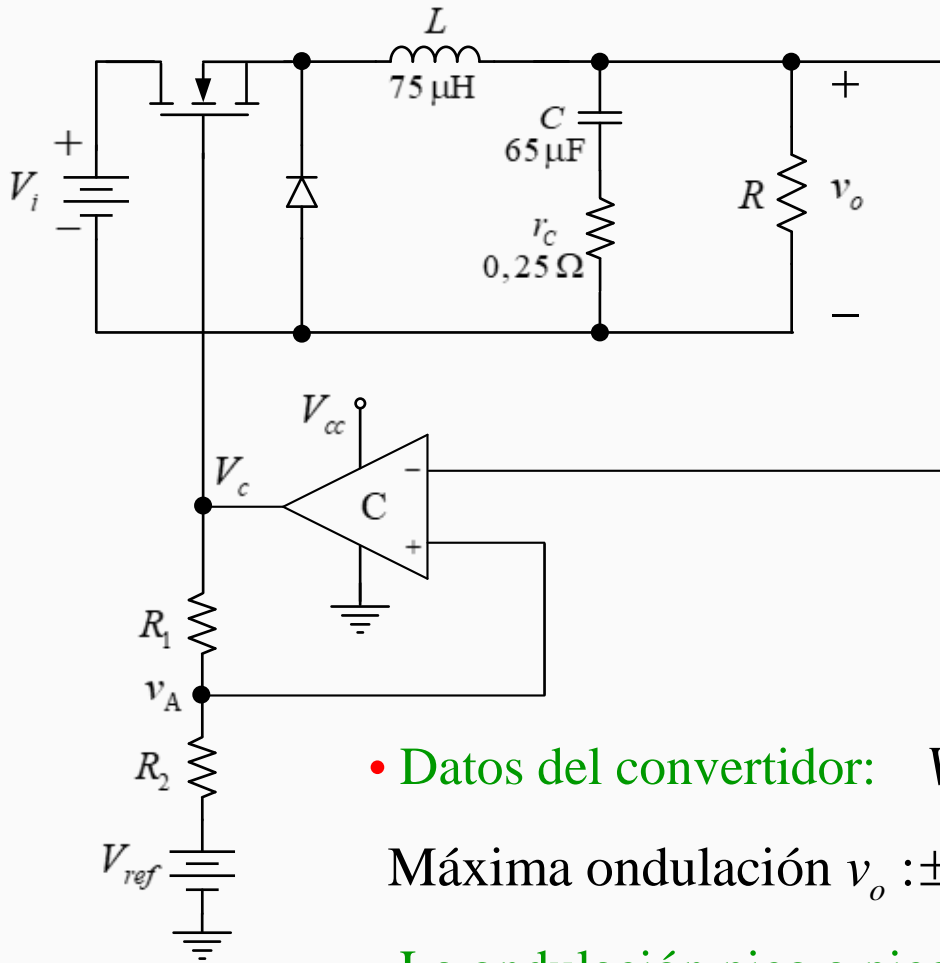 L
75 μH
+
C
65 μF
+
V_i
−
R
v_o
r_C
0,25 Ω
−
V_cc
−
V_c
C
+
R_1
v_A
R_2
• Datos del convertidor:
V_ref
Máxima ondulación v_o : ±